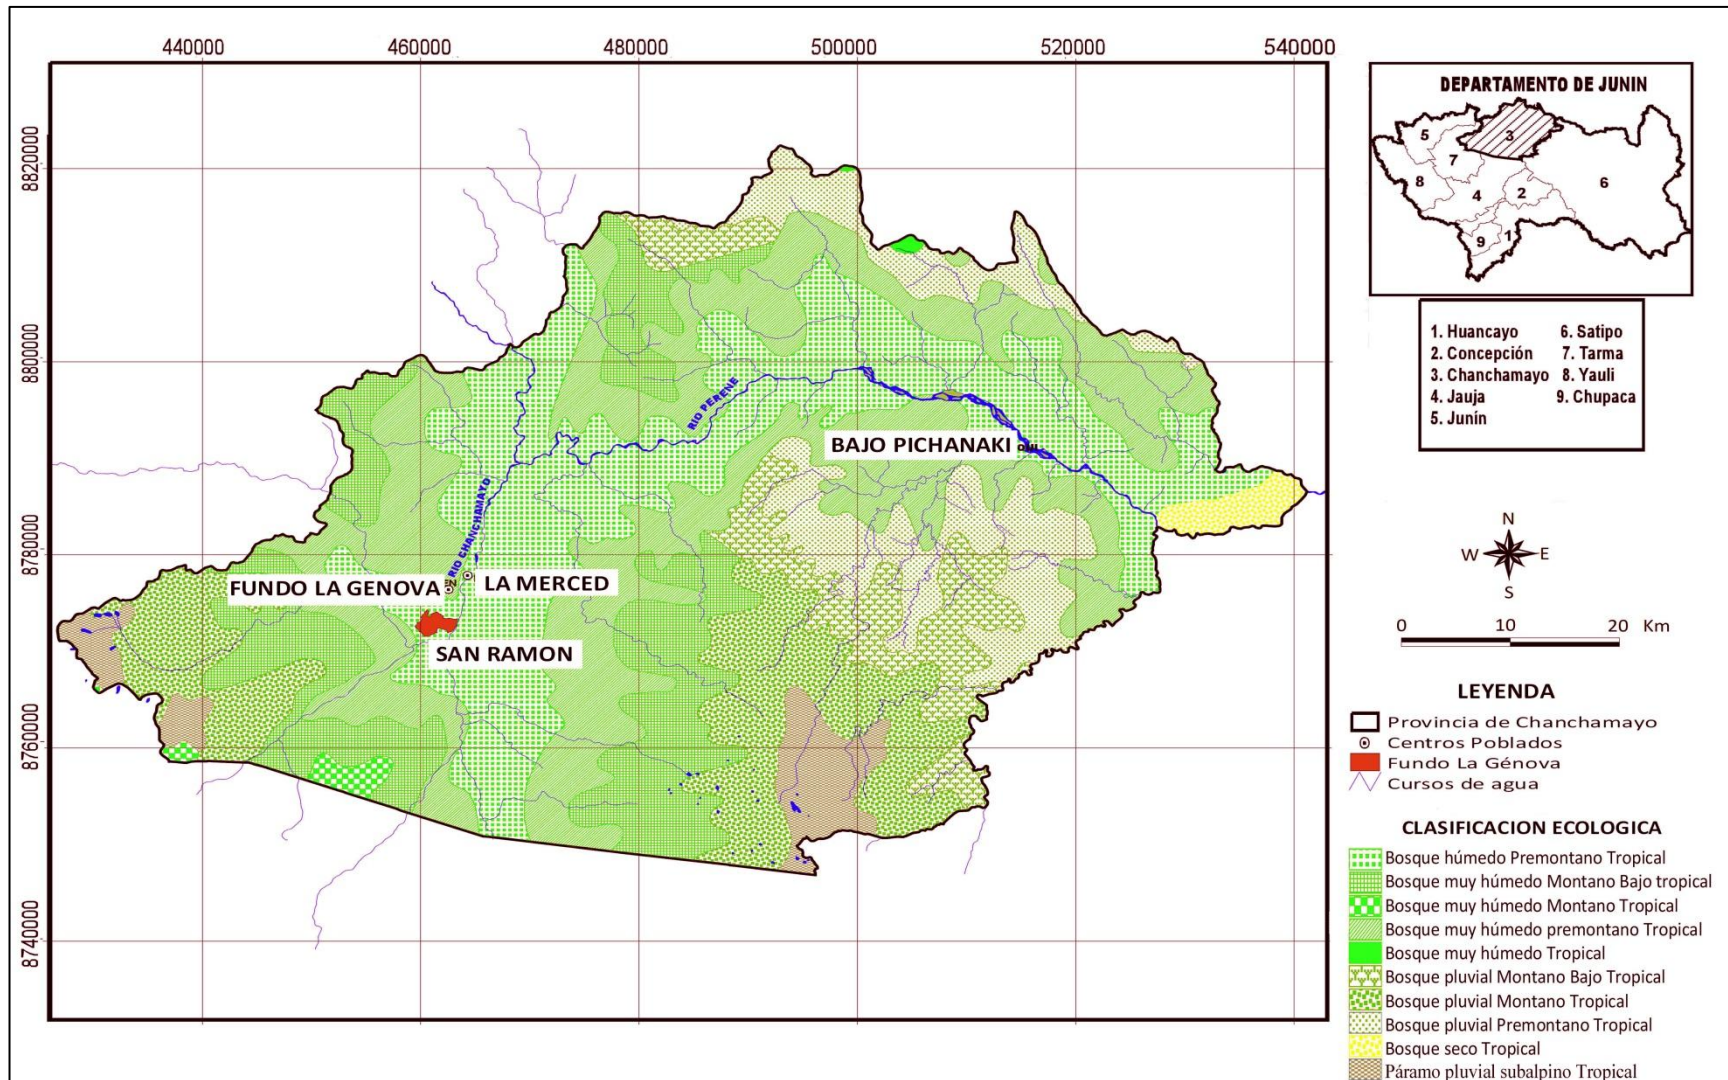 440000 460000 480000 500000 520000 540000
8820000
8800000
8780000
8760000
8740000
RIO PERENE
BAJO PICHANAKI
RIO CHANCHAMAYO
FUNDO LA GENOVA
LA MERCED
SAN RAMON
DEPARTAMENTO DE JUNIN
5
3
7
8
4
2
6
9
1
1. Huancayo 6. Satipo
2. Concepción 7. Tarma
3. Chanchamayo 8. Yauli
4. Jauja 9. Chupaca
5. Junín
N
W E
S
0 10 20 Km
LEYENDA
Provincia de Chanchamayo
Centros Poblados
Fundo La Génova
Cursos de agua
CLASIFICACION ECOLOGICA
Bosque húmedo Premontano Tropical
Bosque muy húmedo Montano Bajo tropical
Bosque muy húmedo Montano Tropical
Bosque muy húmedo premontano Tropical
Bosque muy húmedo Tropical
Bosque pluvial Montano Bajo Tropical
Bosque pluvial Montano Tropical
Bosque pluvial Premontano Tropical
Bosque seco Tropical
Páramo pluvial subalpino Tropical